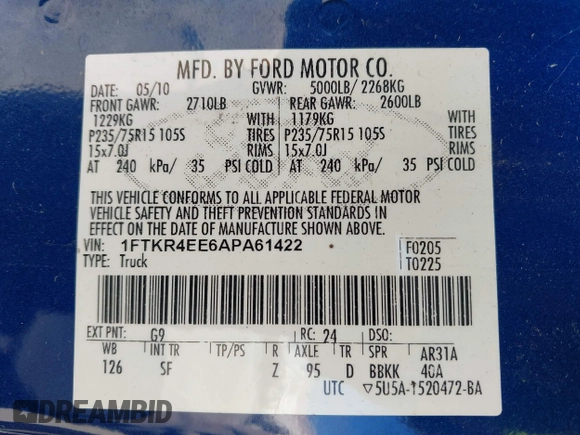 MFD. BY FORD MOTOR CO.
DATE: 05/10 GVWR: 5000LB/ 2268KG
FRONT GAWR: 2710LB REAR GAWR: 2600LB
1229KG WITH 1179KG WITH
P235/75R15 105S TIRES P235/75R15 105S TIRES
15x7.0J RIMS 15x7.0J RIMS
AT 240 kPa/ 35 PSI COLD AT 240 kPa/ 35 PSI COLD
THIS VEHICLE CONFORMS TO ALL APPLICABLE FEDERAL MOTOR
VEHICLE SAFETY AND THEFT PREVENTION STANDARDS IN
EFFECT ON THE DATE OF MANUFACTURE SHOWN ABOVE.
VIN: 1FTKR4EE6APA61422 F0205
TYPE: Truck T0225
EXT PNT: G9 RC: 24 DSO:
WB INT TR TP/PS R AXLE TR SPR AR31A
126 SF Z 95 D BBKK 40A
UTC ▽5U5A-1520472-BA
DREAMBID